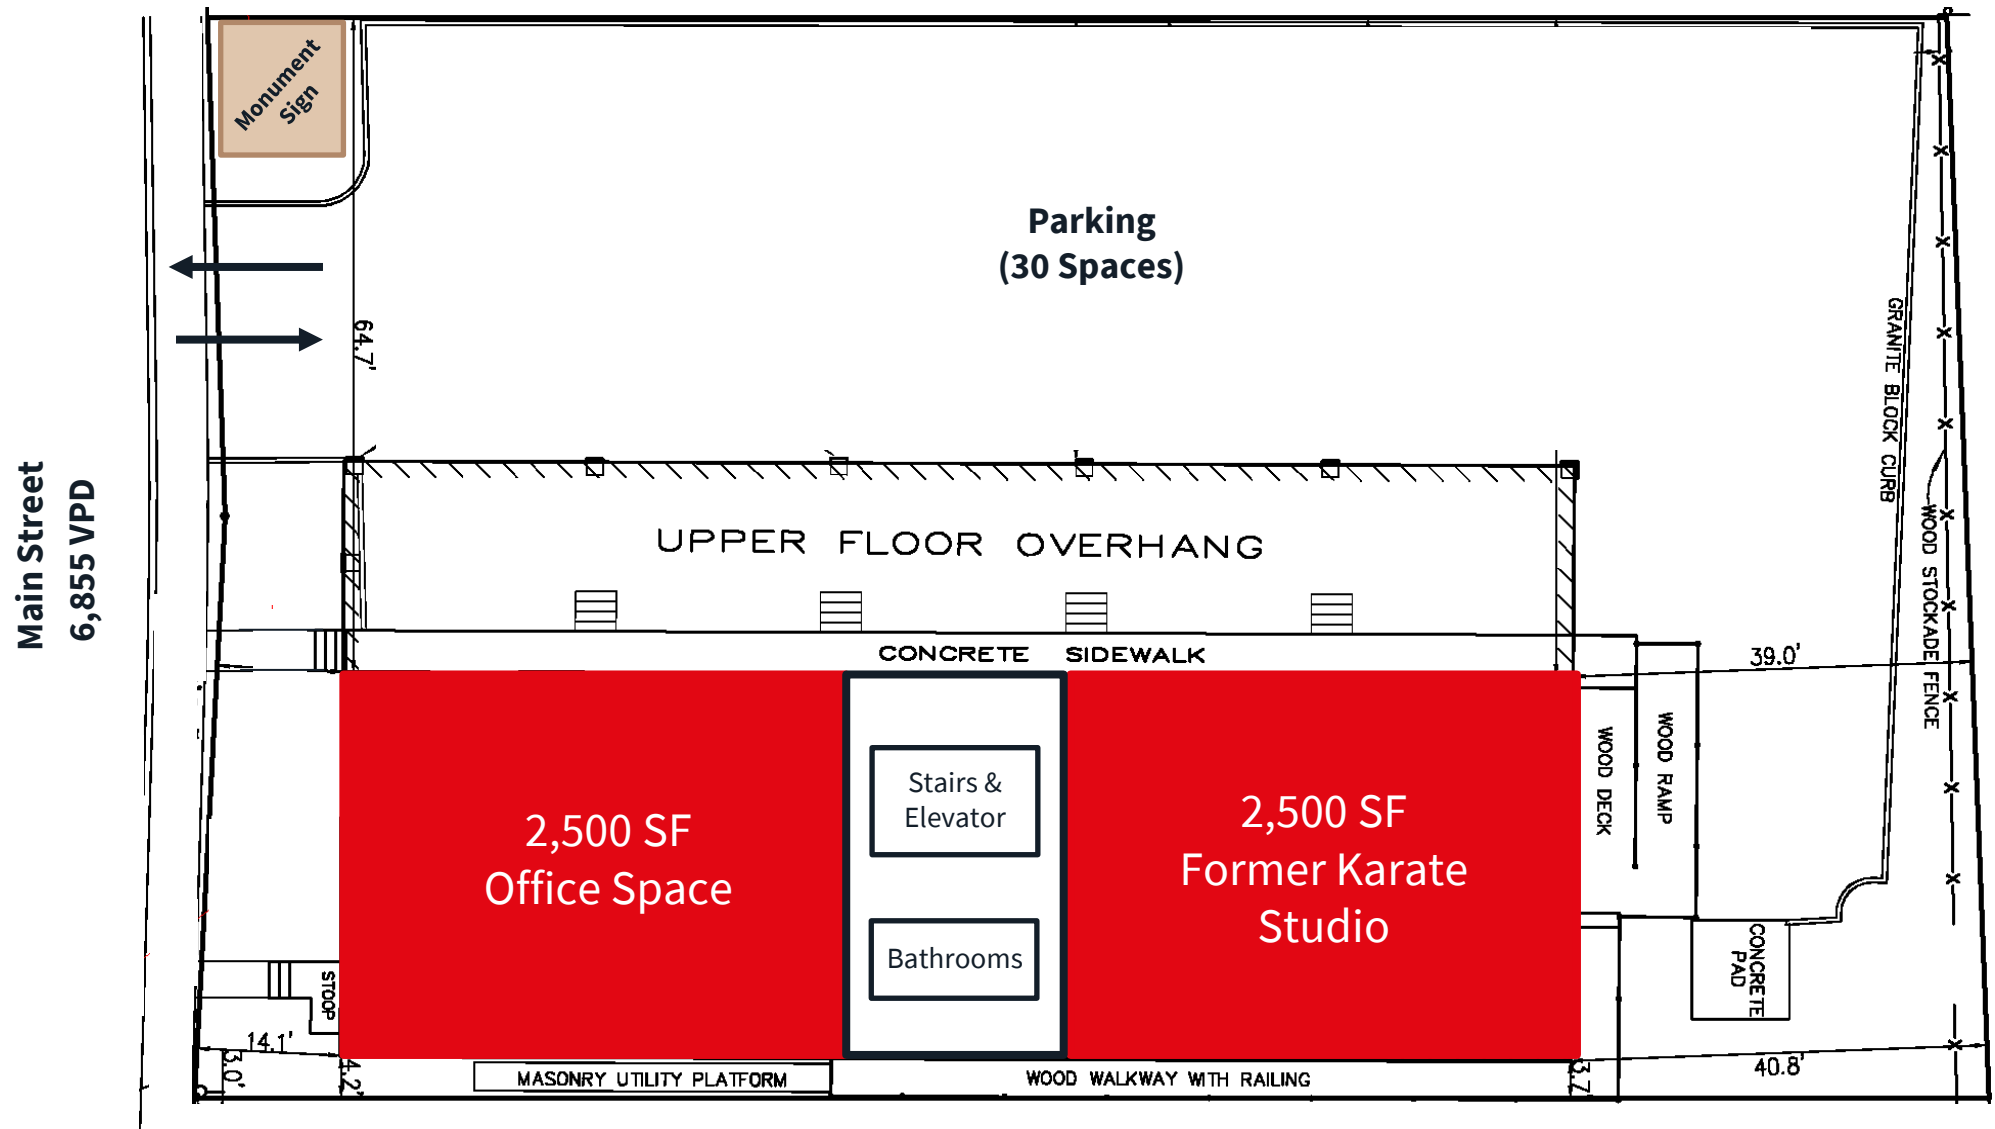 Monument
Sign
Parking
(30 Spaces)
64.7'
Main Street
6,855 VPD
GRANITE BLOCK CURB
WOOD STOCKADE FENCE
UPPER FLOOR OVERHANG
CONCRETE SIDEWALK
39.0'
2,500 SF
Office Space
Stairs &
Elevator
Bathrooms
2,500 SF
Former Karate
Studio
WOOD DECK
WOOD RAMP
CONCRETE
PAD
STOOP
14.1'
3.0'
4.2'
MASONRY UTILITY PLATFORM
WOOD WALKWAY WITH RAILING
3.7'
40.8'